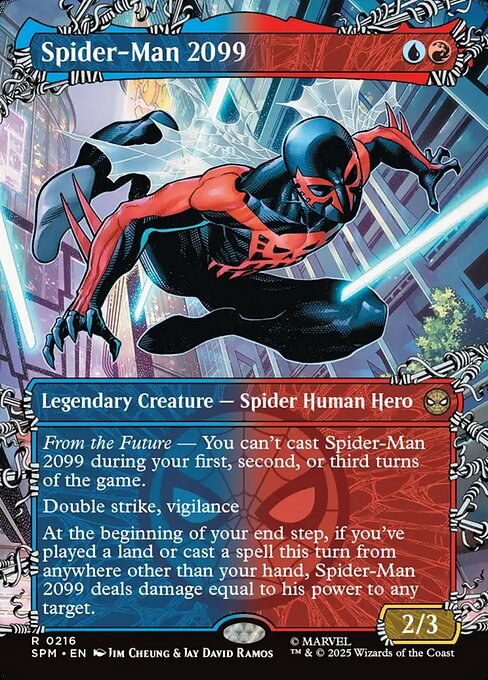 Spider-Man 2099
Legendary Creature — Spider Human Hero
From the Future — You can't cast Spider-Man
2099 during your first, second, or third turns
of the game.
Double strike, vigilance
At the beginning of your end step, if you've
played a land or cast a spell this turn from
anywhere other than your hand, Spider-Man
2099 deals damage equal to his power to any
target.
2/3
R 0216
SPM • EN Jim Cheung & Jay David Ramos
© MARVEL
™ & © 2025 Wizards of the Coast